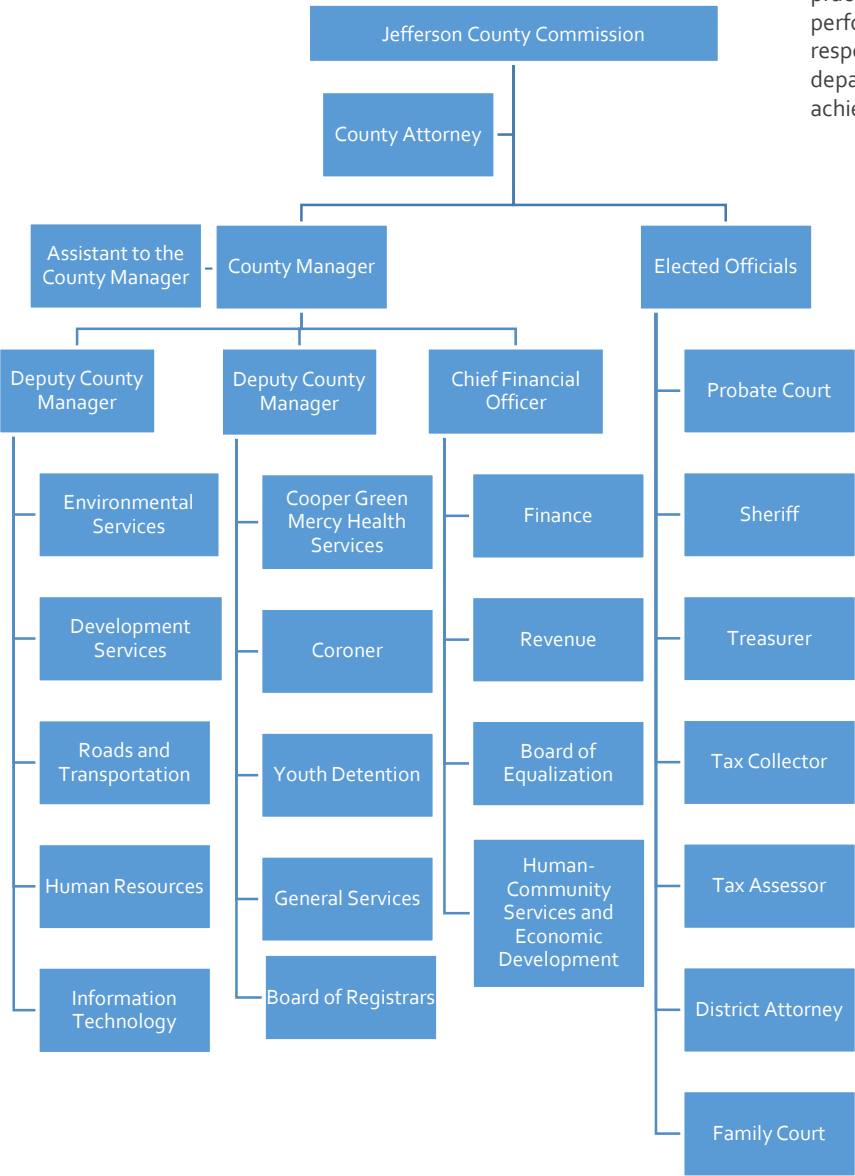 Jefferson County Commission
County Attorney
Assistant to the
County Manager
County Manager
Elected Officials
Deputy County
Manager
Deputy County
Manager
Chief Financial
Officer
Environmental
Services
Development
Services
Roads and
Transportation
Human Resources
Information
Technology
Cooper Green
Mercy Health
Services
Coroner
Youth Detention
General Services
Board of Registrars
Finance
Revenue
Board of
Equalization
Human-
Community
Services and
Economic
Development
Probate Court
Sheriff
Treasurer
Tax Collector
Tax Assessor
District Attorney
Family Court